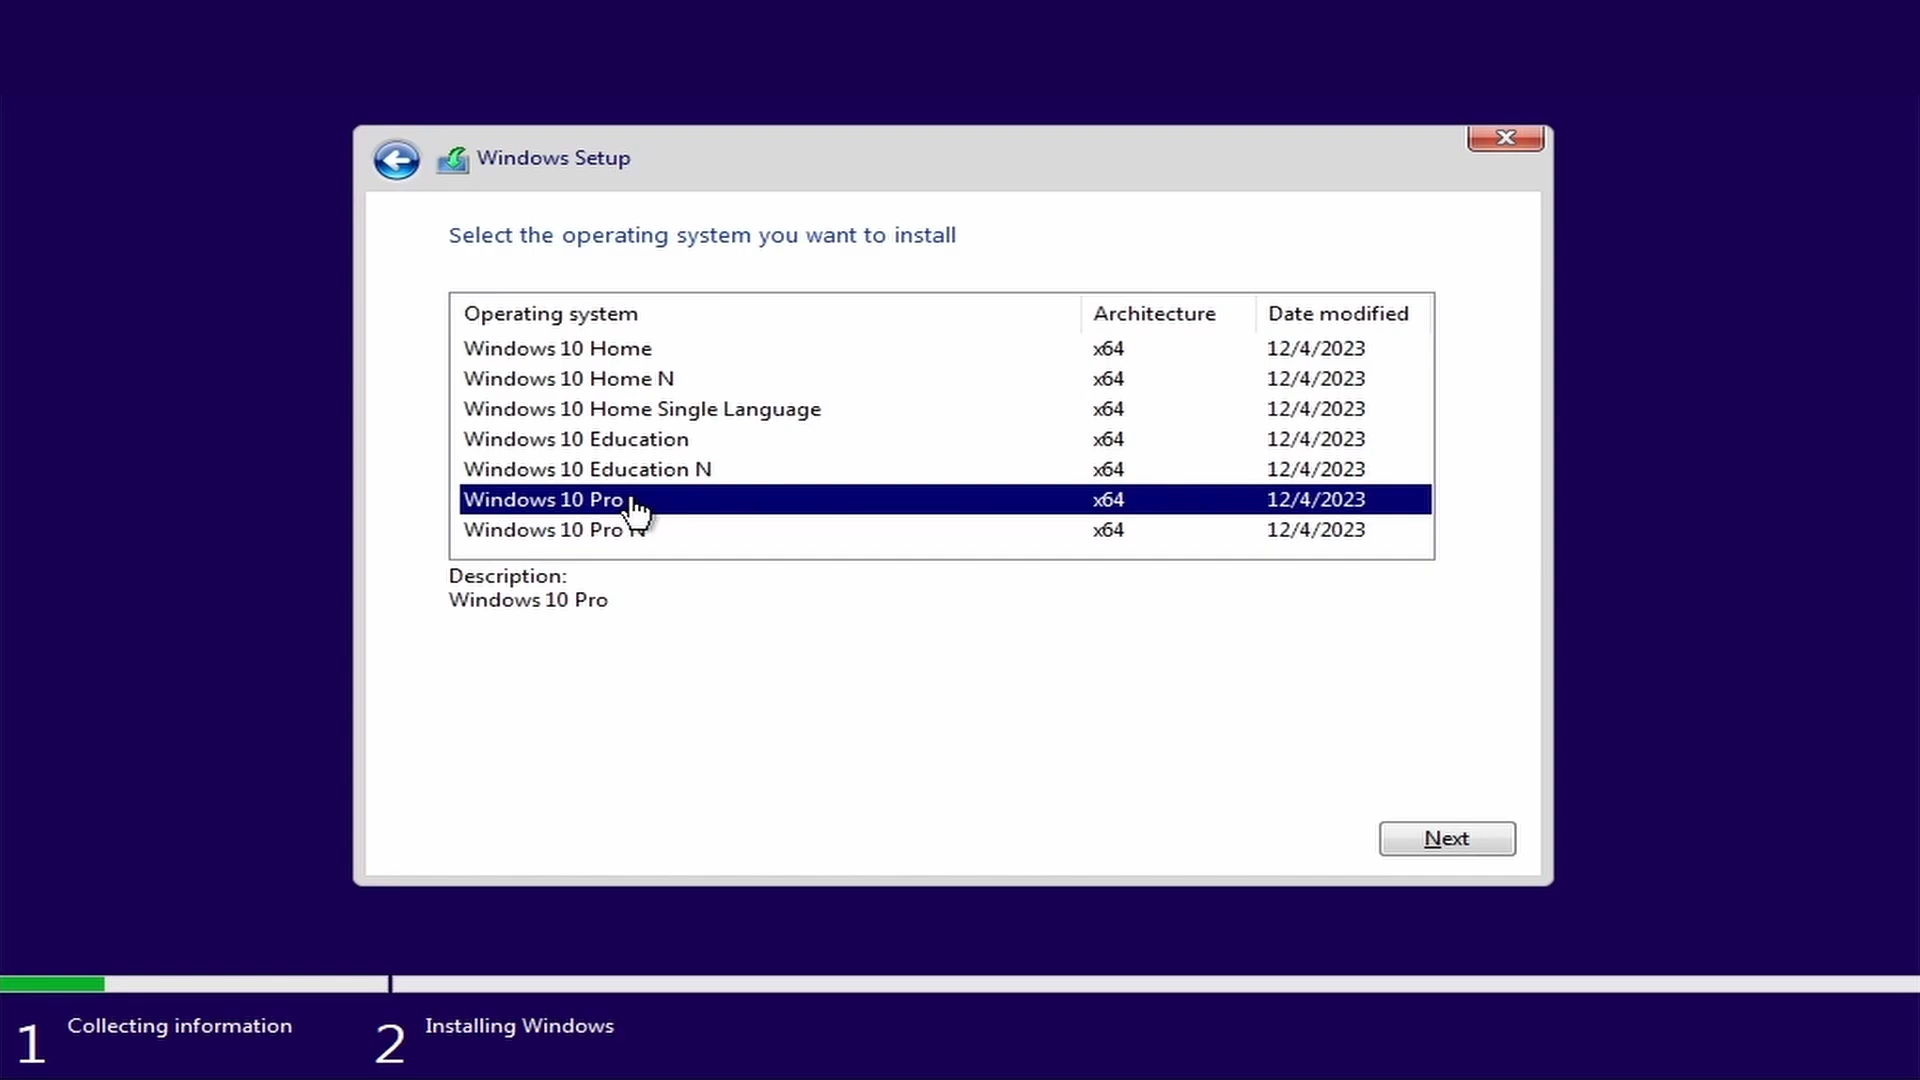 Windows Setup
Select the operating system you want to install
Operating system Architecture Date modified
Windows 10 Home x64 12/4/2023
Windows 10 Home N x64 12/4/2023
Windows 10 Home Single Language x64 12/4/2023
Windows 10 Education x64 12/4/2023
Windows 10 Education N x64 12/4/2023
Windows 10 Pro x64 12/4/2023
Windows 10 Pro N x64 12/4/2023
Description:
Windows 10 Pro
Next
1 Collecting information 2 Installing Windows